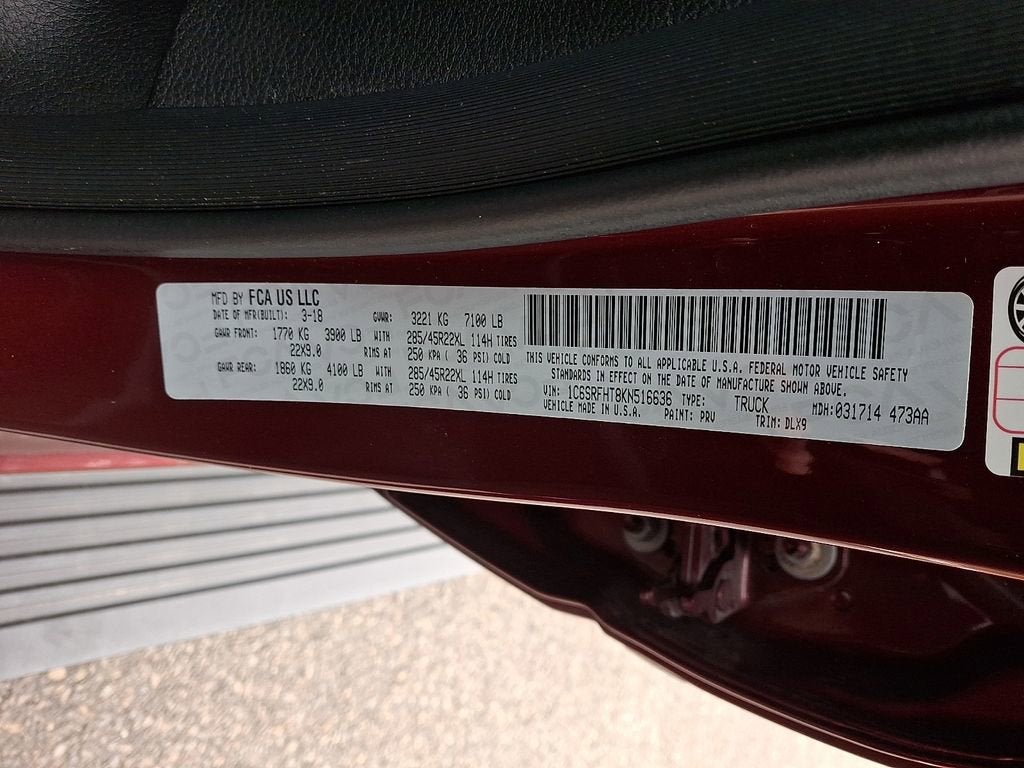 MFD BY FCA US LLC
DATE OF MFR(BUILT): 3-18 GVWR: 3221 KG 7100 LB
GAWR FRONT: 1770 KG 3900 LB WITH 285/45R22XL 114H TIRES
22X9.0 RIMS AT 250 KPA ( 36 PSI) COLD
GAWR REAR: 1860 KG 4100 LB WITH 285/45R22XL 114H TIRES
22X9.0 RIMS AT 250 KPA ( 36 PSI) COLD
THIS VEHICLE CONFORMS TO ALL APPLICABLE U.S.A. FEDERAL MOTOR VEHICLE SAFETY
STANDARDS IN EFFECT ON THE DATE OF MANUFACTURE SHOWN ABOVE.
VIN: 1C6SRFHT8KN516636 TYPE: TRUCK MDH:031714 473AA
VEHICLE MADE IN U.S.A. PAINT: PRV TRIM: DLX9